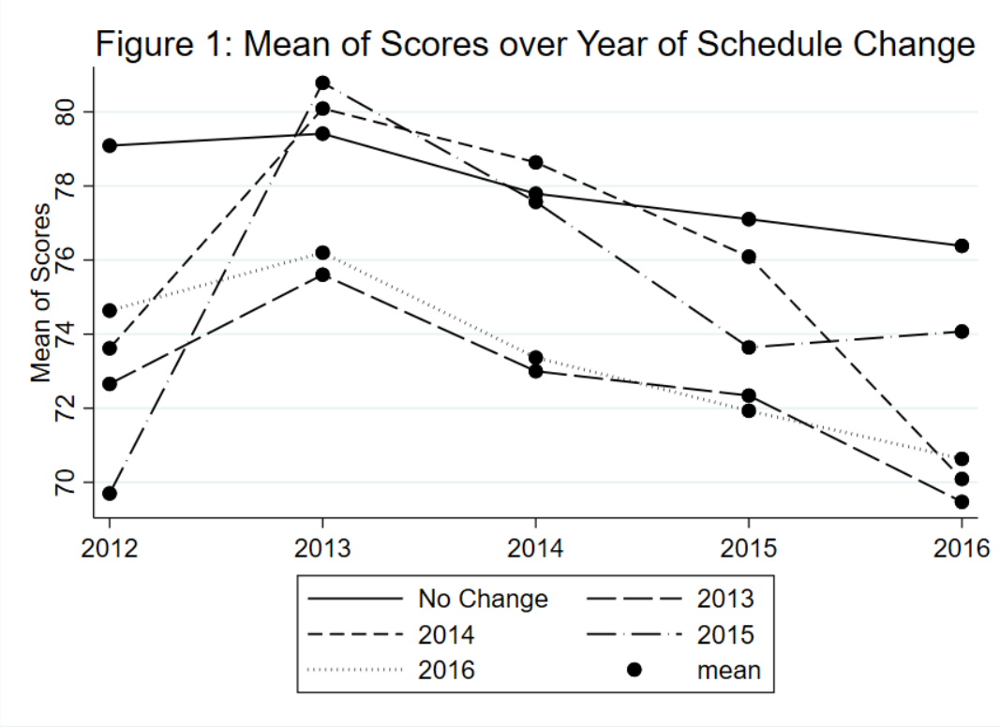 Figure 1: Mean of Scores over Year of Schedule Change
Mean of Scores
80
78
76
74
72
70
2012 2013 2014 2015 2016
No Change 2013
2014 2015
2016 mean